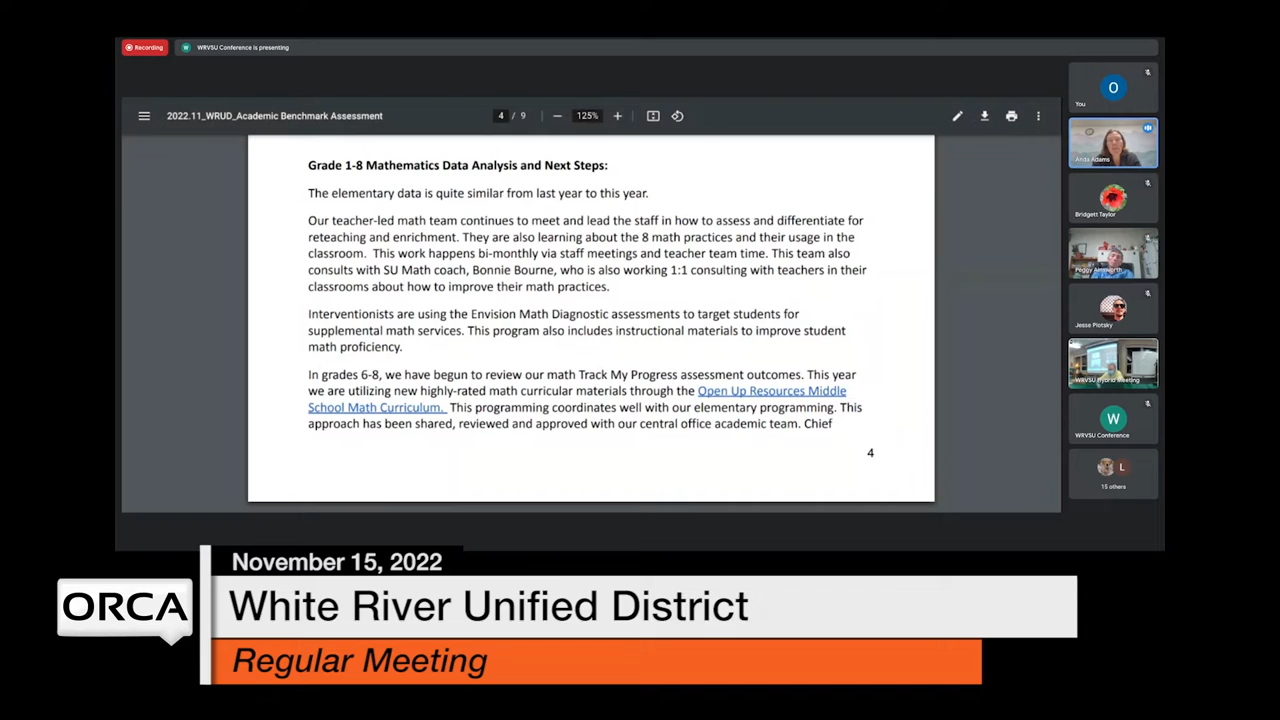 Recording
W
WRVSU Conference is presenting
2022.11_WRUD_Academic Benchmark Assessment
4 / 9
125%
Grade 1-8 Mathematics Data Analysis and Next Steps:
The elementary data is quite similar from last year to this year.
Our teacher-led math team continues to meet and lead the staff in how to assess and differentiate for
reteaching and enrichment. They are also learning about the 8 math practices and their usage in the
classroom. This work happens bi-monthly via staff meetings and teacher team time. This team also
consults with SU Math coach, Bonnie Bourne, who is also working 1:1 consulting with teachers in their
classrooms about how to improve their math practices.
Interventionists are using the Envision Math Diagnostic assessments to target students for
supplemental math services. This program also includes instructional materials to improve student
math proficiency.
In grades 6-8, we have begun to review our math Track My Progress assessment outcomes. This year
we are utilizing new highly-rated math curricular materials through the Open Up Resources Middle
School Math Curriculum. This programming coordinates well with our elementary programming. This
approach has been shared, reviewed and approved with our central office academic team. Chief
4
O
You
Anda Adams
Bridgett Taylor
Peggy Ainsworth
Jesse Plotsky
WRVSU Hybrid Meeting
W
WRVSU Conference
L
15 others
November 15, 2022
ORCA
White River Unified District
Regular Meeting